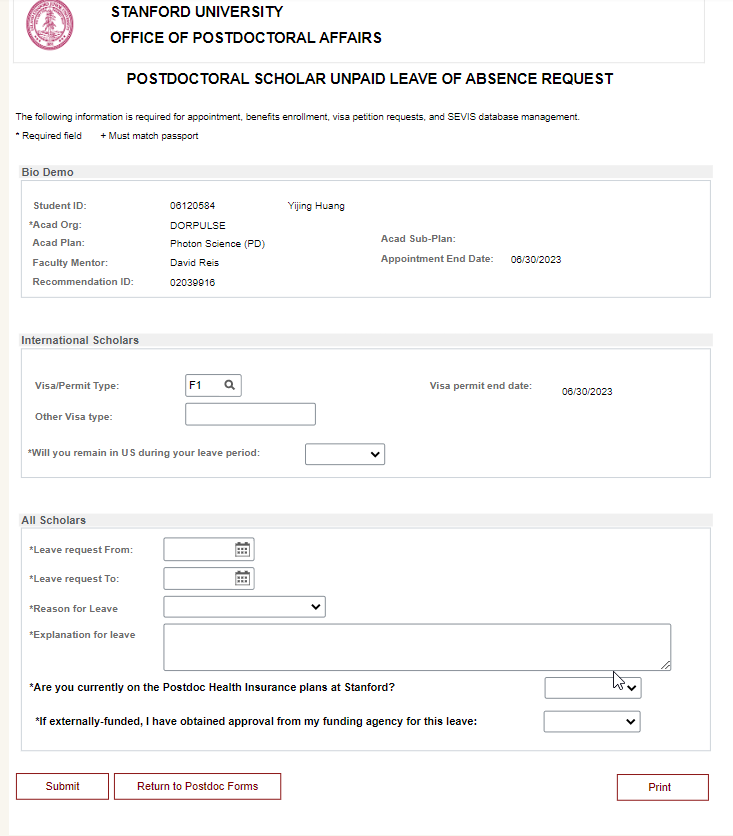 STANFORD UNIVERSITY
OFFICE OF POSTDOCTORAL AFFAIRS
POSTDOCTORAL SCHOLAR UNPAID LEAVE OF ABSENCE REQUEST
The following information is required for appointment, benefits enrollment, visa petition requests, and SEVIS database management.
* Required field + Must match passport
Bio Demo
Student ID: 06120584 Yijing Huang
*Acad Org: DORPULSE
Acad Plan: Photon Science (PD) Acad Sub-Plan:
Faculty Mentor: David Reis Appointment End Date: 06/30/2023
Recommendation ID: 02039916
International Scholars
Visa/Permit Type: F1 Visa permit end date: 06/30/2023
Other Visa type:
*Will you remain in US during your leave period:
All Scholars
*Leave request From:
*Leave request To:
*Reason for Leave
*Explanation for leave
*Are you currently on the Postdoc Health Insurance plans at Stanford?
*If externally-funded, I have obtained approval from my funding agency for this leave:
Submit Return to Postdoc Forms Print